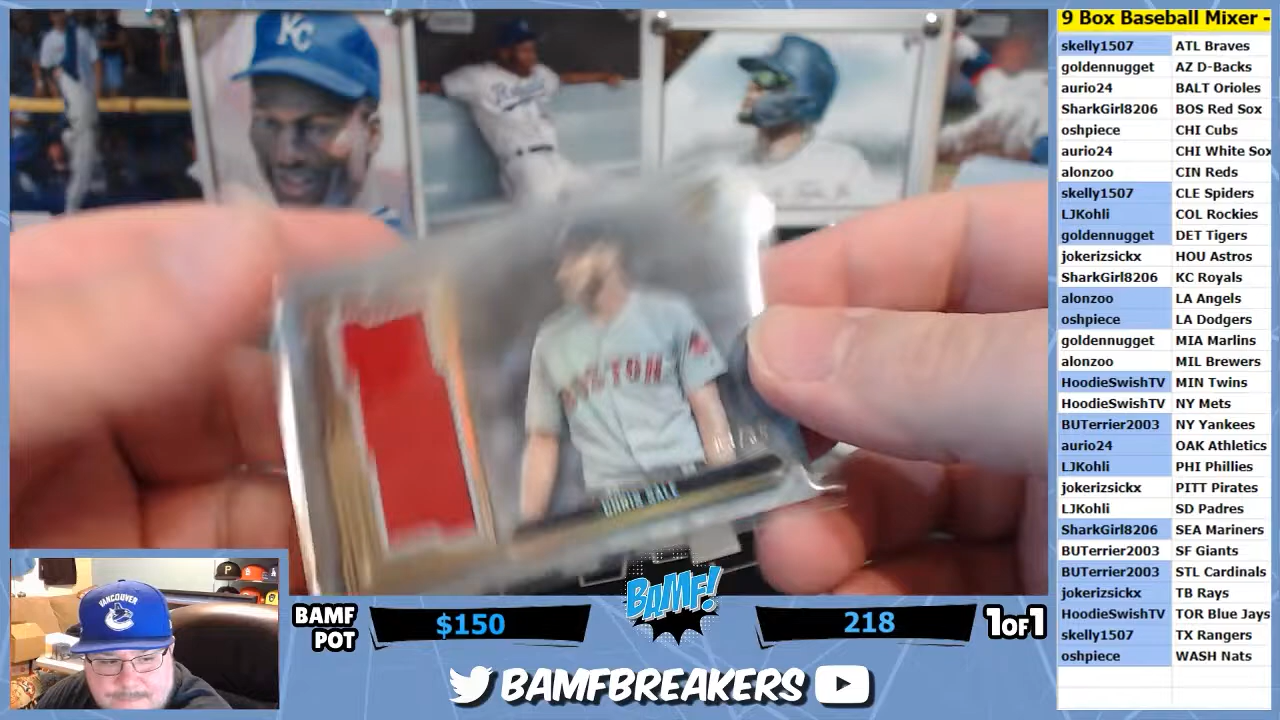 9 Box Baseball Mixer -
skelly1507 ATL Braves
goldennugget AZ D-Backs
aurio24 BALT Orioles
SharkGirl8206 BOS Red Sox
oshpiece CHI Cubs
aurio24 CHI White Sox
alonzoo CIN Reds
skelly1507 CLE Spiders
LJKohli COL Rockies
goldennugget DET Tigers
jokerizsickx HOU Astros
SharkGirl8206 KC Royals
alonzoo LA Angels
oshpiece LA Dodgers
goldennugget MIA Marlins
alonzoo MIL Brewers
HoodieSwishTV MIN Twins
HoodieSwishTV NY Mets
BUTerrier2003 NY Yankees
aurio24 OAK Athletics
LJKohli PHI Phillies
jokerizsickx PITT Pirates
LJKohli SD Padres
SharkGirl8206 SEA Mariners
BUTerrier2003 SF Giants
BUTerrier2003 STL Cardinals
jokerizsickx TB Rays
HoodieSwishTV TOR Blue Jays
skelly1507 TX Rangers
oshpiece WASH Nats
KC
BOSTON
CHRIS SALE
VANCOUVER
P
BAMF POT
$150
BAMF!
218
1OF1
BAMFBREAKERS